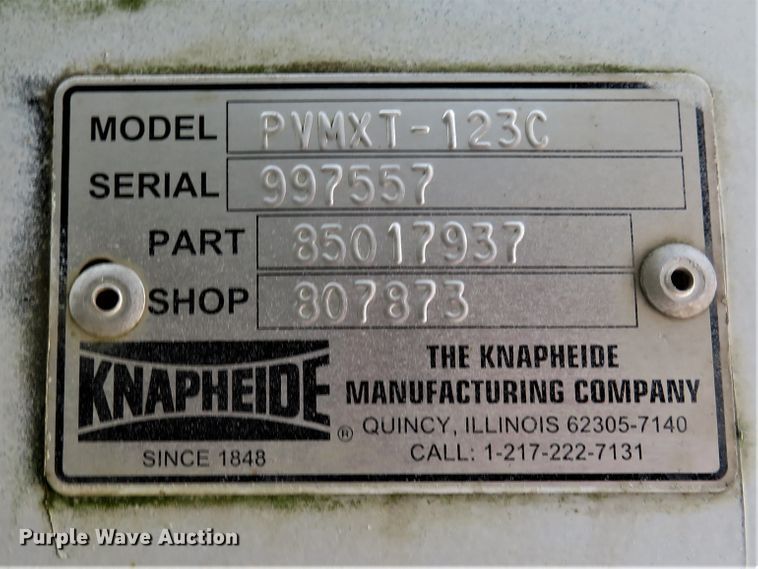 MODEL PVMXT-123C
SERIAL 997557
PART 85017937
SHOP 807873
KNAPHEIDE ®
SINCE 1848
THE KNAPHEIDE
MANUFACTURING COMPANY
QUINCY, ILLINOIS 62305-7140
CALL: 1-217-222-7131
Purple Wave Auction